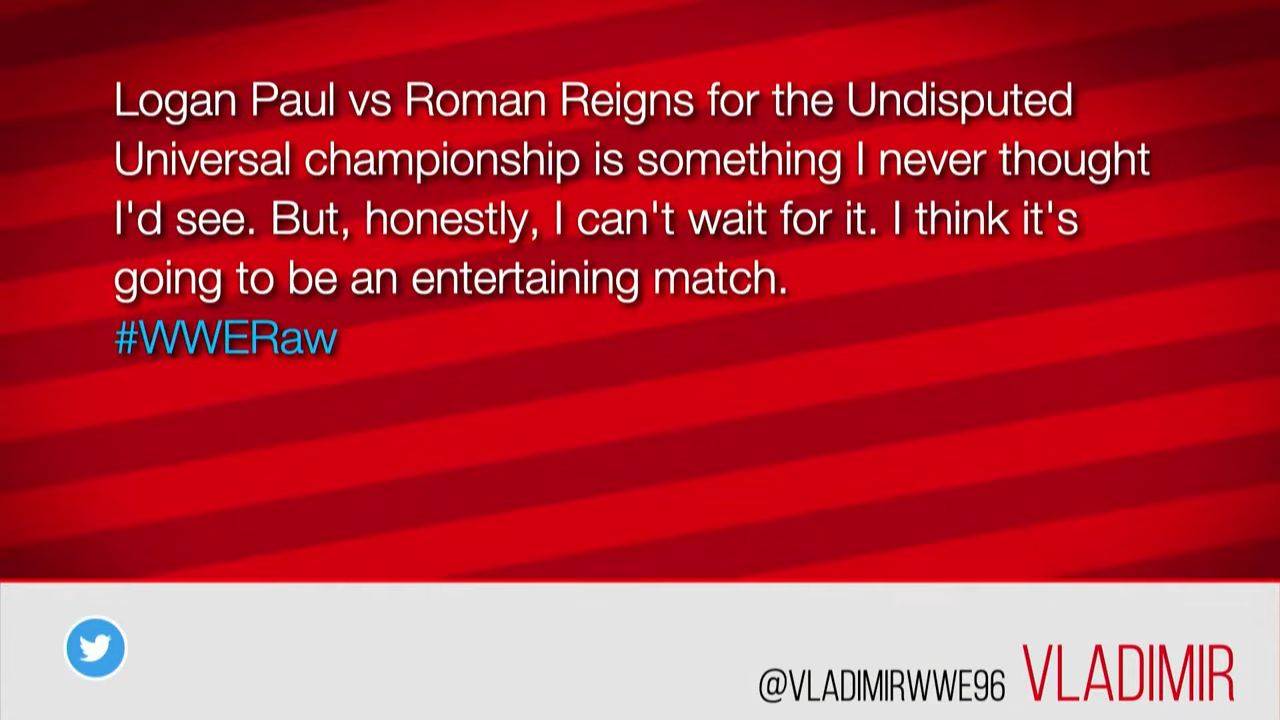 Logan Paul vs Roman Reigns for the Undisputed
Universal championship is something I never thought
I'd see. But, honestly, I can't wait for it. I think it's
going to be an entertaining match.
#WWERaw
@VLADIMIRWWE96 VLADIMIR